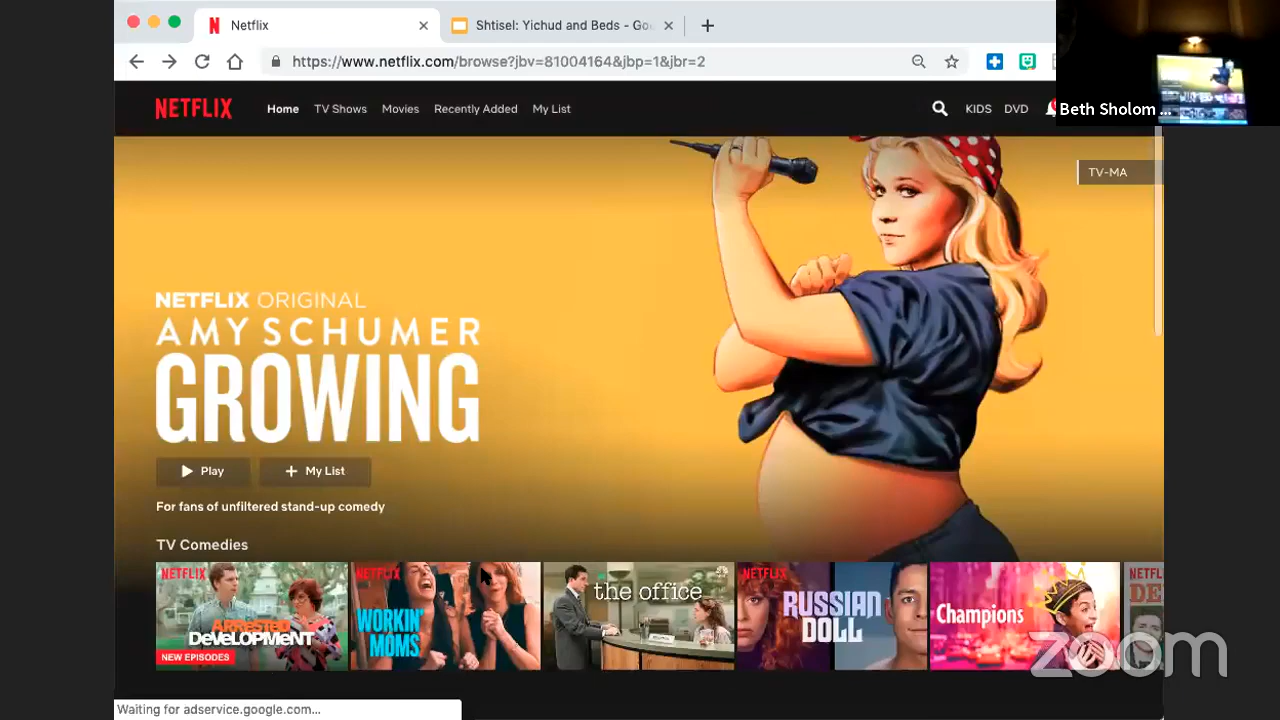 Netflix
Shtisel: Yichud and Beds - Go
https://www.netflix.com/browse?jbv=81004164&jbp=1&jbr=2
Beth Sholom ...
NETFLIX
Home
TV Shows
Movies
Recently Added
My List
KIDS
DVD
TV-MA
NETFLIX ORIGINAL
AMY SCHUMER
GROWING
Play
My List
For fans of unfiltered stand-up comedy
TV Comedies
NETFLIX
ARRESTED
DEVELOPMENT
NEW EPISODES
NETFLIX
WORKIN'
MOMS
the office
NETFLIX
RUSSIAN
DOLL
Champions
NETFL
DE
zoom
Waiting for adservice.google.com...